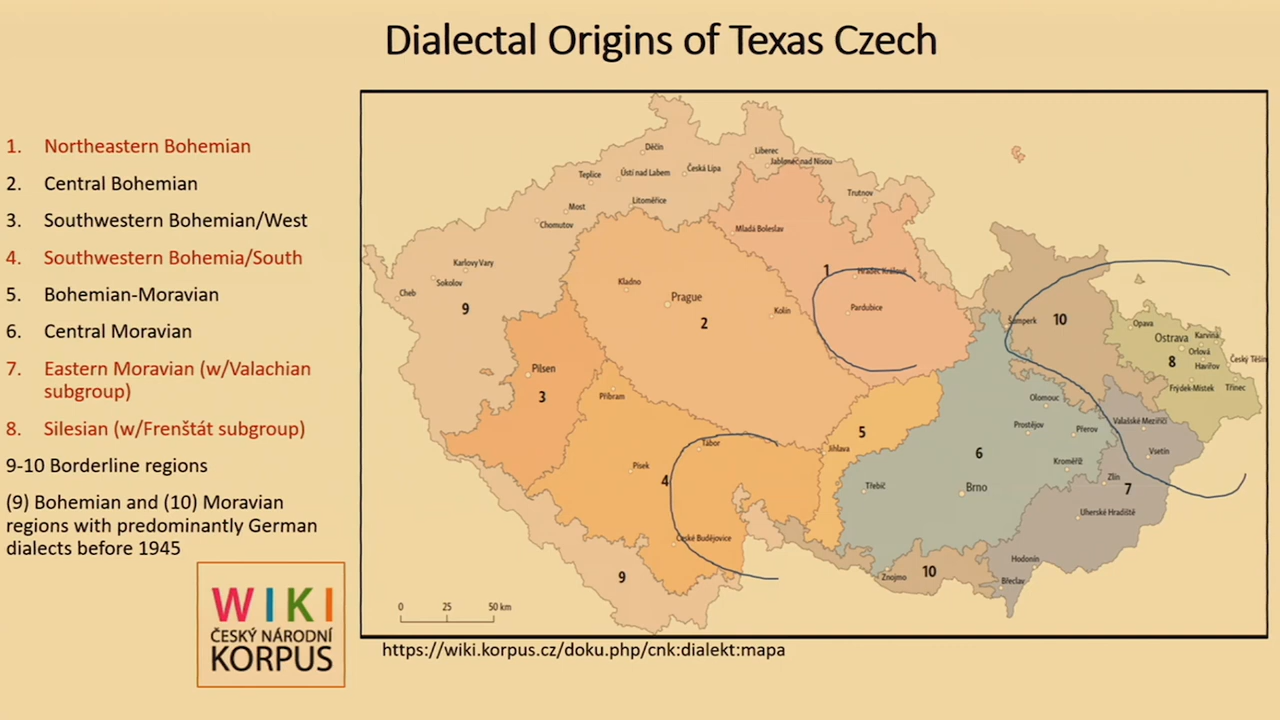 Dialectal Origins of Texas Czech
1. Northeastern Bohemian
2. Central Bohemian
3. Southwestern Bohemian/West
4. Southwestern Bohemia/South
5. Bohemian-Moravian
6. Central Moravian
7. Eastern Moravian (w/Valachian
subgroup)
8. Silesian (w/Frenštát subgroup)
9-10 Borderline regions
(9) Bohemian and (10) Moravian
regions with predominantly German
dialects before 1945
WIKI
ČESKÝ NÁRODNÍ
KORPUS
Děčín
Liberec
Jablonec nad Nisou
Teplice
Ústí nad Labem
Česká Lípa
Trutnov
Most
Litoměřice
Chomutov
Mladá Boleslav
Karlovy Vary
Sokolov
Cheb
9
Kladno
Prague
2
Kolín
1
Hradec Králové
Pardubice
Šumperk
10
Opava
Ostrava
Karviná
Orlová
8
Havířov
Český Těšín
Frýdek-Místek
Třinec
Pilsen
3
Příbram
Olomouc
Prostějov
Přerov
Valašské Meziříčí
Vsetín
Tábor
5
Jihlava
Písek
4
6
Kroměříž
Třebíč
Brno
Zlín
7
Uherské Hradiště
České Budějovice
9
Znojmo
10
Hodonín
Břeclav
0 25 50 km
https://wiki.korpus.cz/doku.php/cnk:dialekt:mapa